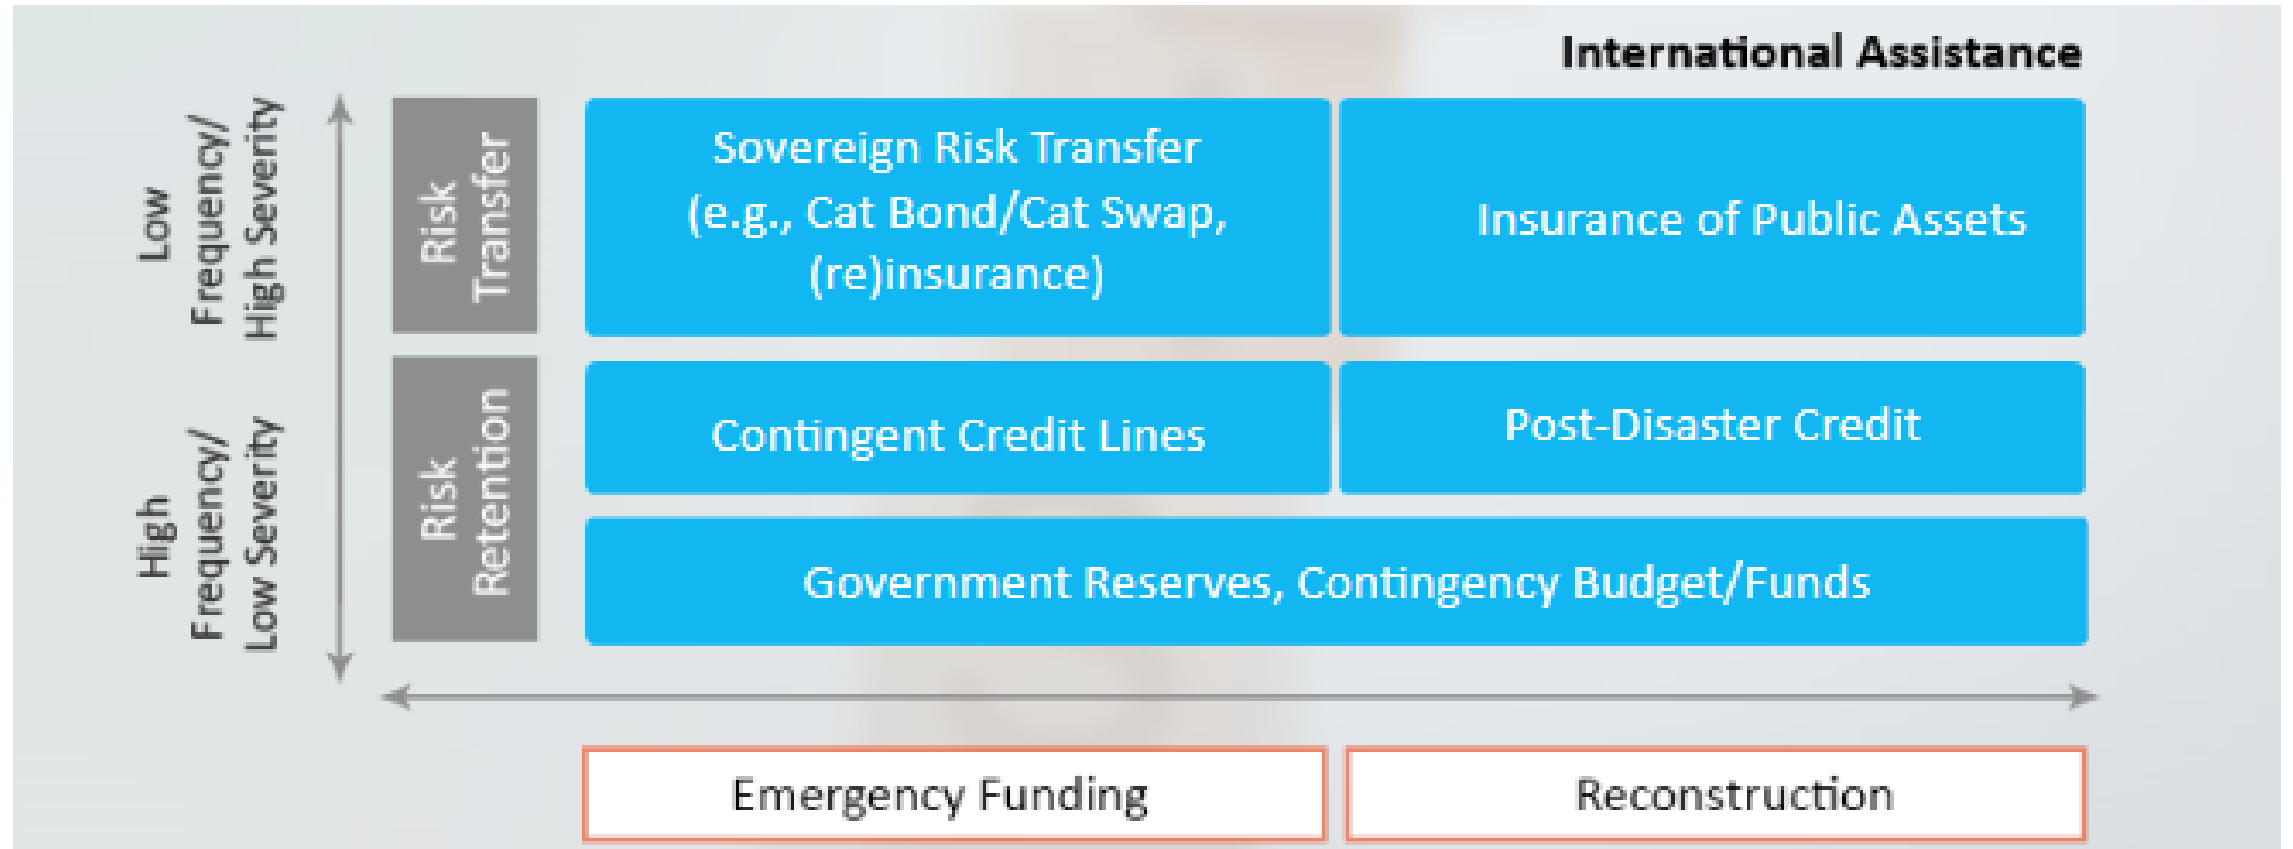 International Assistance
Low
Frequency/
High Severity
Risk
Transfer
Sovereign Risk Transfer
(e.g., Cat Bond/Cat Swap,
(re)insurance)
Insurance of Public Assets
High
Frequency/
Low Severity
Risk
Retention
Contingent Credit Lines
Post-Disaster Credit
Government Reserves, Contingency Budget/Funds
Emergency Funding
Reconstruction